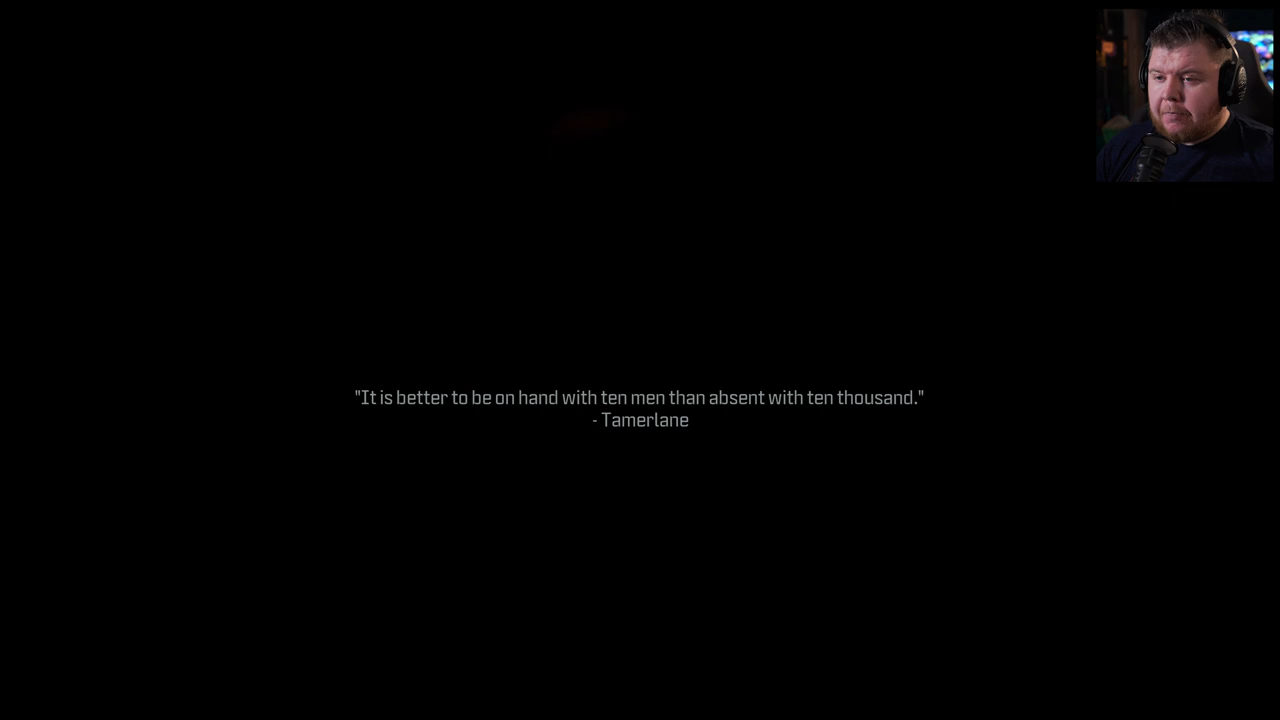 "It is better to be on hand with ten men than absent with ten thousand."
- Tamerlane